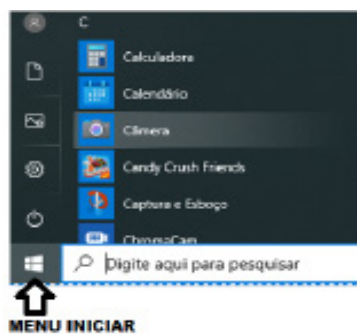 C
Calculadora
Calendário
Câmera
Candy Crush Friends
Captura e Esboço
ChromaCam
Digite aqui para pesquisar
MENU INICIAR